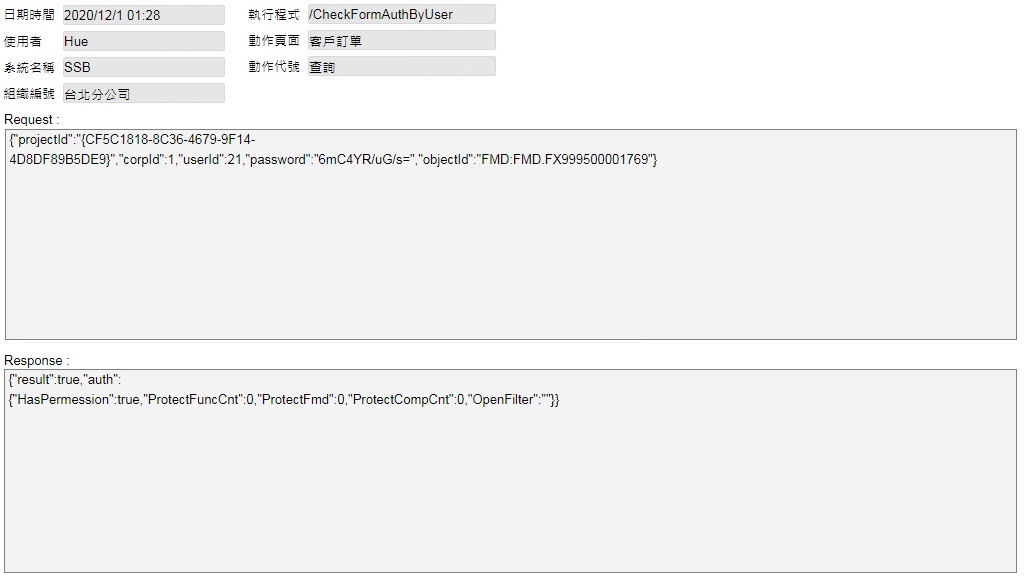 日期時間 2020/12/1 01:28 執行程式 /CheckFormAuthByUser
使用者 Hue 動作頁面 客戶訂單
系統名稱 SSB 動作代號 查詢
組織編號 台北分公司
Request :
{"projectId":"{CF5C1818-8C36-4679-9F14-
4D8DF89B5DE9}","corpId":1,"userId":21,"password":"6mC4YR/uG/s=","objectId":"FMD:FMD.FX999500001769"}
Response :
{"result":true,"auth":
{"HasPermession":true,"ProtectFuncCnt":0,"ProtectFmd":0,"ProtectCompCnt":0,"OpenFilter":""}}